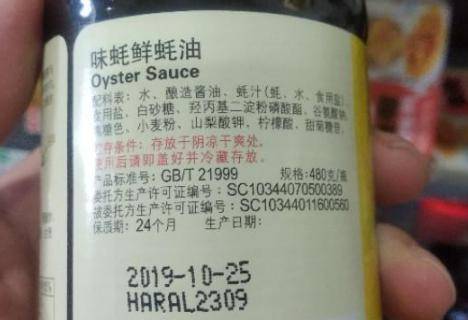 味蚝鲜蚝油
Oyster Sauce
配料表：水、酿造酱油、蚝汁(蚝、水、食用盐)、
食用盐、白砂糖、羟丙基二淀粉磷酸酯、谷氨酸钠、
焦糖色、小麦粉、山梨酸钾、柠檬酸、甜菊糖苷、
贮存条件：存放于阴凉干爽处。
使用后请即盖好并冷藏存放。
产品标准号：GB/T 21999 规格：480克/瓶
委托方生产许可证编号：SC10344070500389
被委托方生产许可证编号：SC10344011600560
保质期：24个月 生产日期：
2019-10-25
HARAL2309